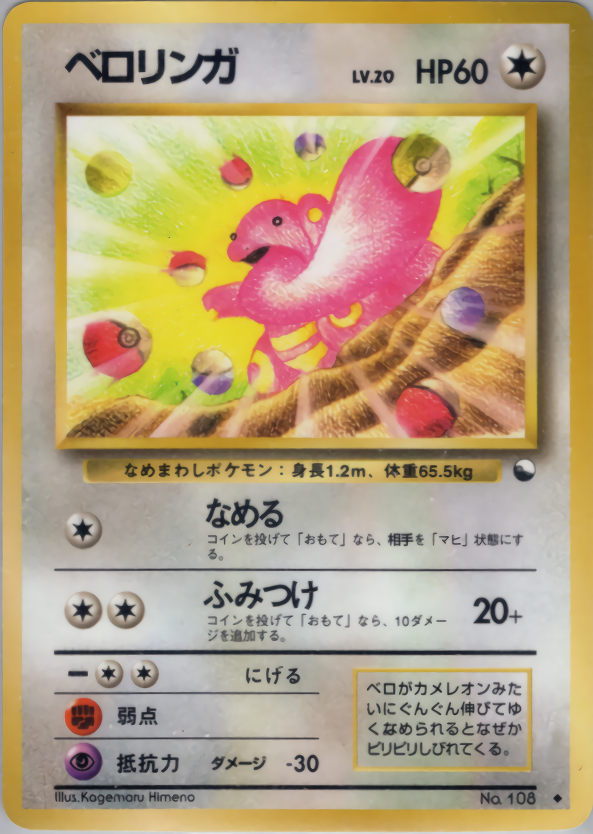 ベロリンガ LV.20 HP60
なめまわしポケモン：身長1.2m、体重65.5kg
なめる
コインを投げて「おもて」なら、相手を「マヒ」状態にす
る。
ふみつけ 20+
コインを投げて「おもて」なら、10ダメー
ジを追加する。
にげる
弱点
抵抗力 ダメージ -30
ベロがカメレオンみた
いにぐんぐん伸びてゆ
くなめられるとなぜか
ピリピリしびれてくる。
Illus.Kagemaru Himeno
No. 108